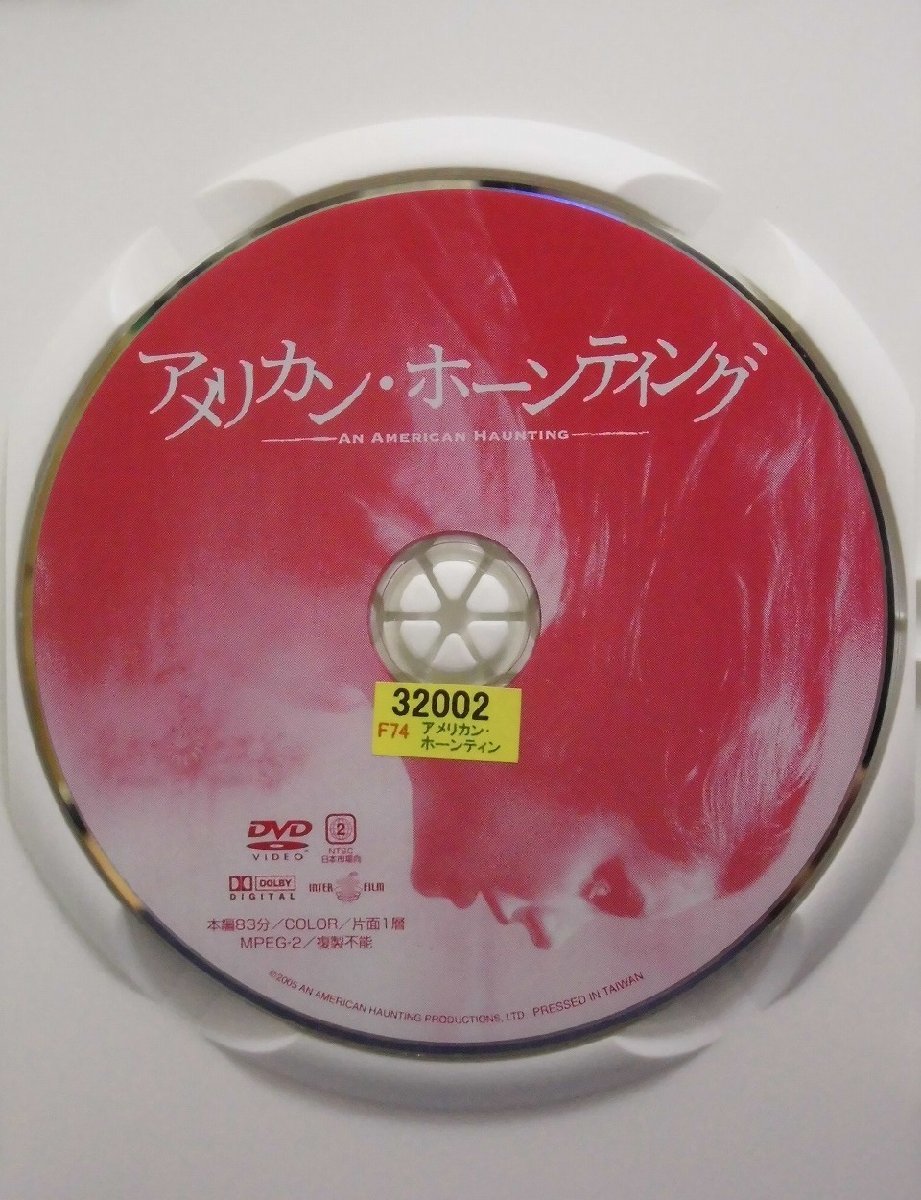 アメリカン・ホーンティング
AN AMERICAN HAUNTING
32002
F74 アメリカン・
ホーンティン
DVD
VIDEO
2
NTSC
日本市場向
DOLBY
DIGITAL
INTER FILM
本編83分／COLOR／片面1層
MPEG-2／複製不能
©2005 AN AMERICAN HAUNTING PRODUCTIONS, LTD PRESSED IN TAIWAN